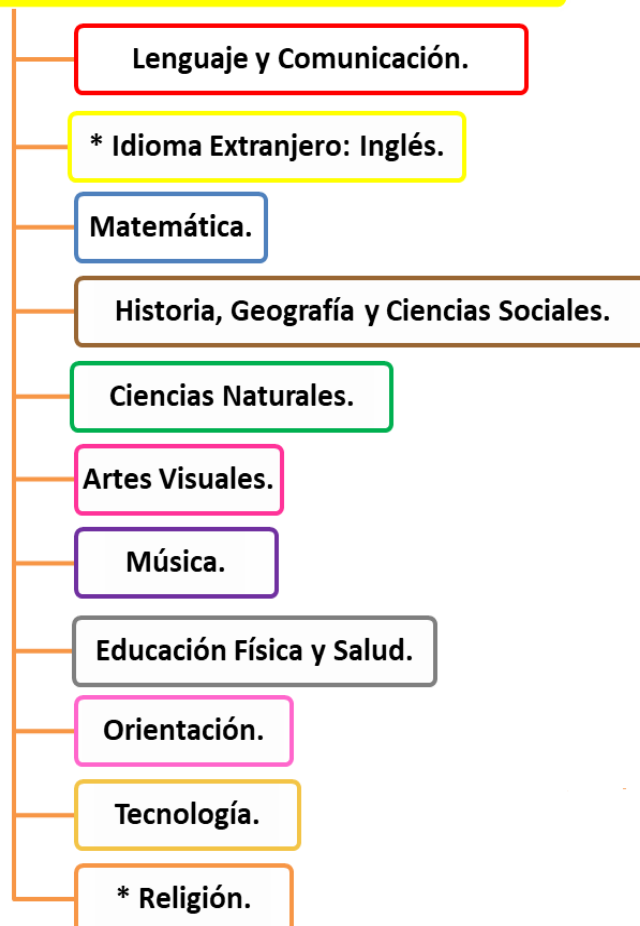 Lenguaje y Comunicación.
* Idioma Extranjero: Inglés.
Matemática.
Historia, Geografía y Ciencias Sociales.
Ciencias Naturales.
Artes Visuales.
Música.
Educación Física y Salud.
Orientación.
Tecnología.
* Religión.